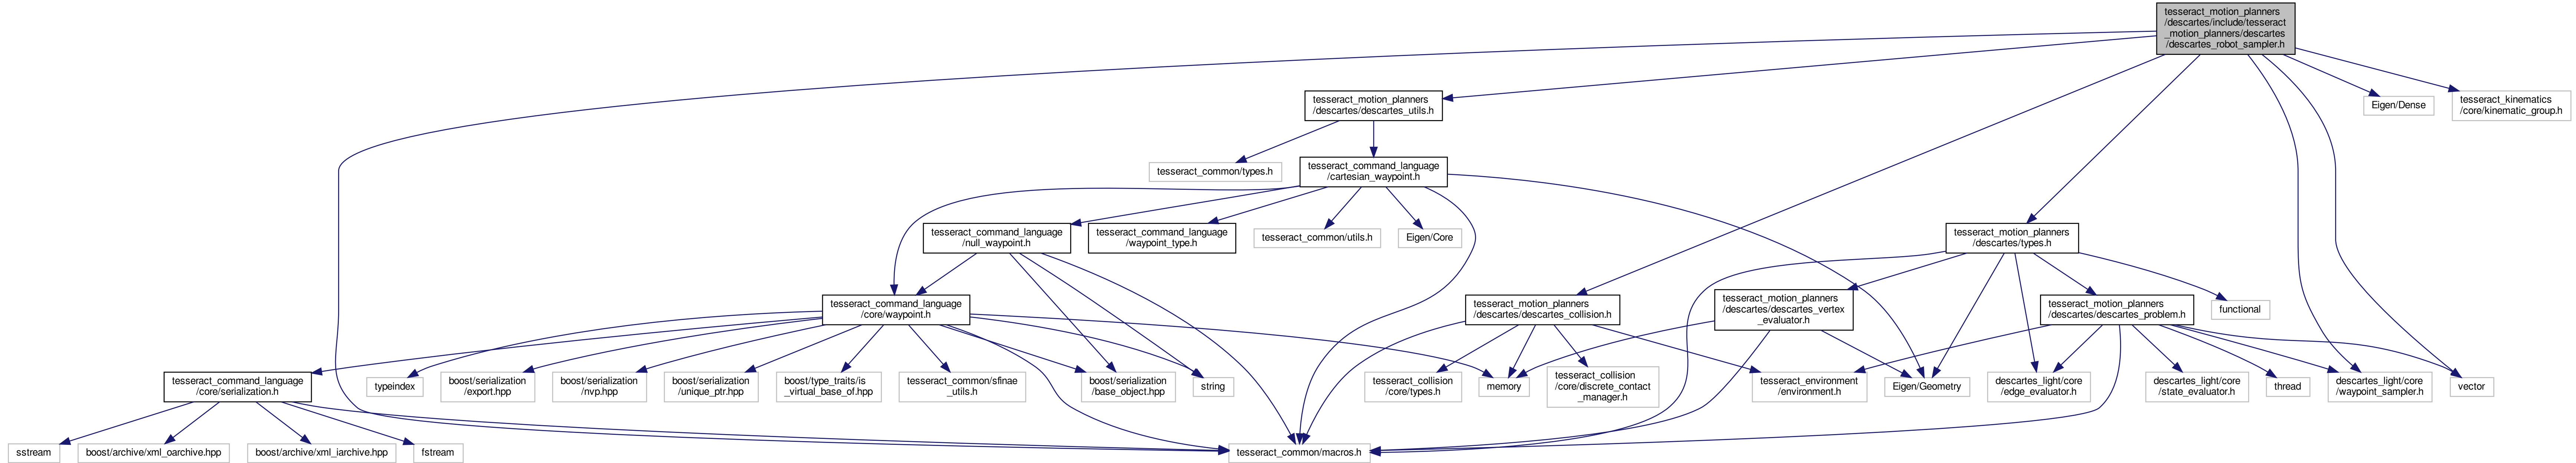 tesseract_motion_planners
/descartes/include/tesseract
_motion_planners/descartes
/descartes_robot_sampler.h
tesseract_motion_planners
/descartes/descartes_utils.h
Eigen/Dense
tesseract_kinematics
/core/kinematic_group.h
tesseract_common/types.h
tesseract_command_language
/cartesian_waypoint.h
tesseract_command_language
/null_waypoint.h
tesseract_command_language
/waypoint_type.h
tesseract_common/utils.h
Eigen/Core
tesseract_motion_planners
/descartes/types.h
tesseract_command_language
/core/waypoint.h
tesseract_motion_planners
/descartes/descartes_collision.h
tesseract_motion_planners
/descartes/descartes_vertex
_evaluator.h
tesseract_motion_planners
/descartes/descartes_problem.h
functional
tesseract_command_language
/core/serialization.h
typeindex
boost/serialization
/export.hpp
boost/serialization
/nvp.hpp
boost/serialization
/unique_ptr.hpp
boost/type_traits/is
_virtual_base_of.hpp
tesseract_common/sfinae
_utils.h
boost/serialization
/base_object.hpp
string
tesseract_collision
/core/types.h
memory
tesseract_collision
/core/discrete_contact
_manager.h
tesseract_environment
/environment.h
Eigen/Geometry
descartes_light/core
/edge_evaluator.h
descartes_light/core
/state_evaluator.h
thread
descartes_light/core
/waypoint_sampler.h
vector
sstream
boost/archive/xml_oarchive.hpp
boost/archive/xml_iarchive.hpp
fstream
tesseract_common/macros.h